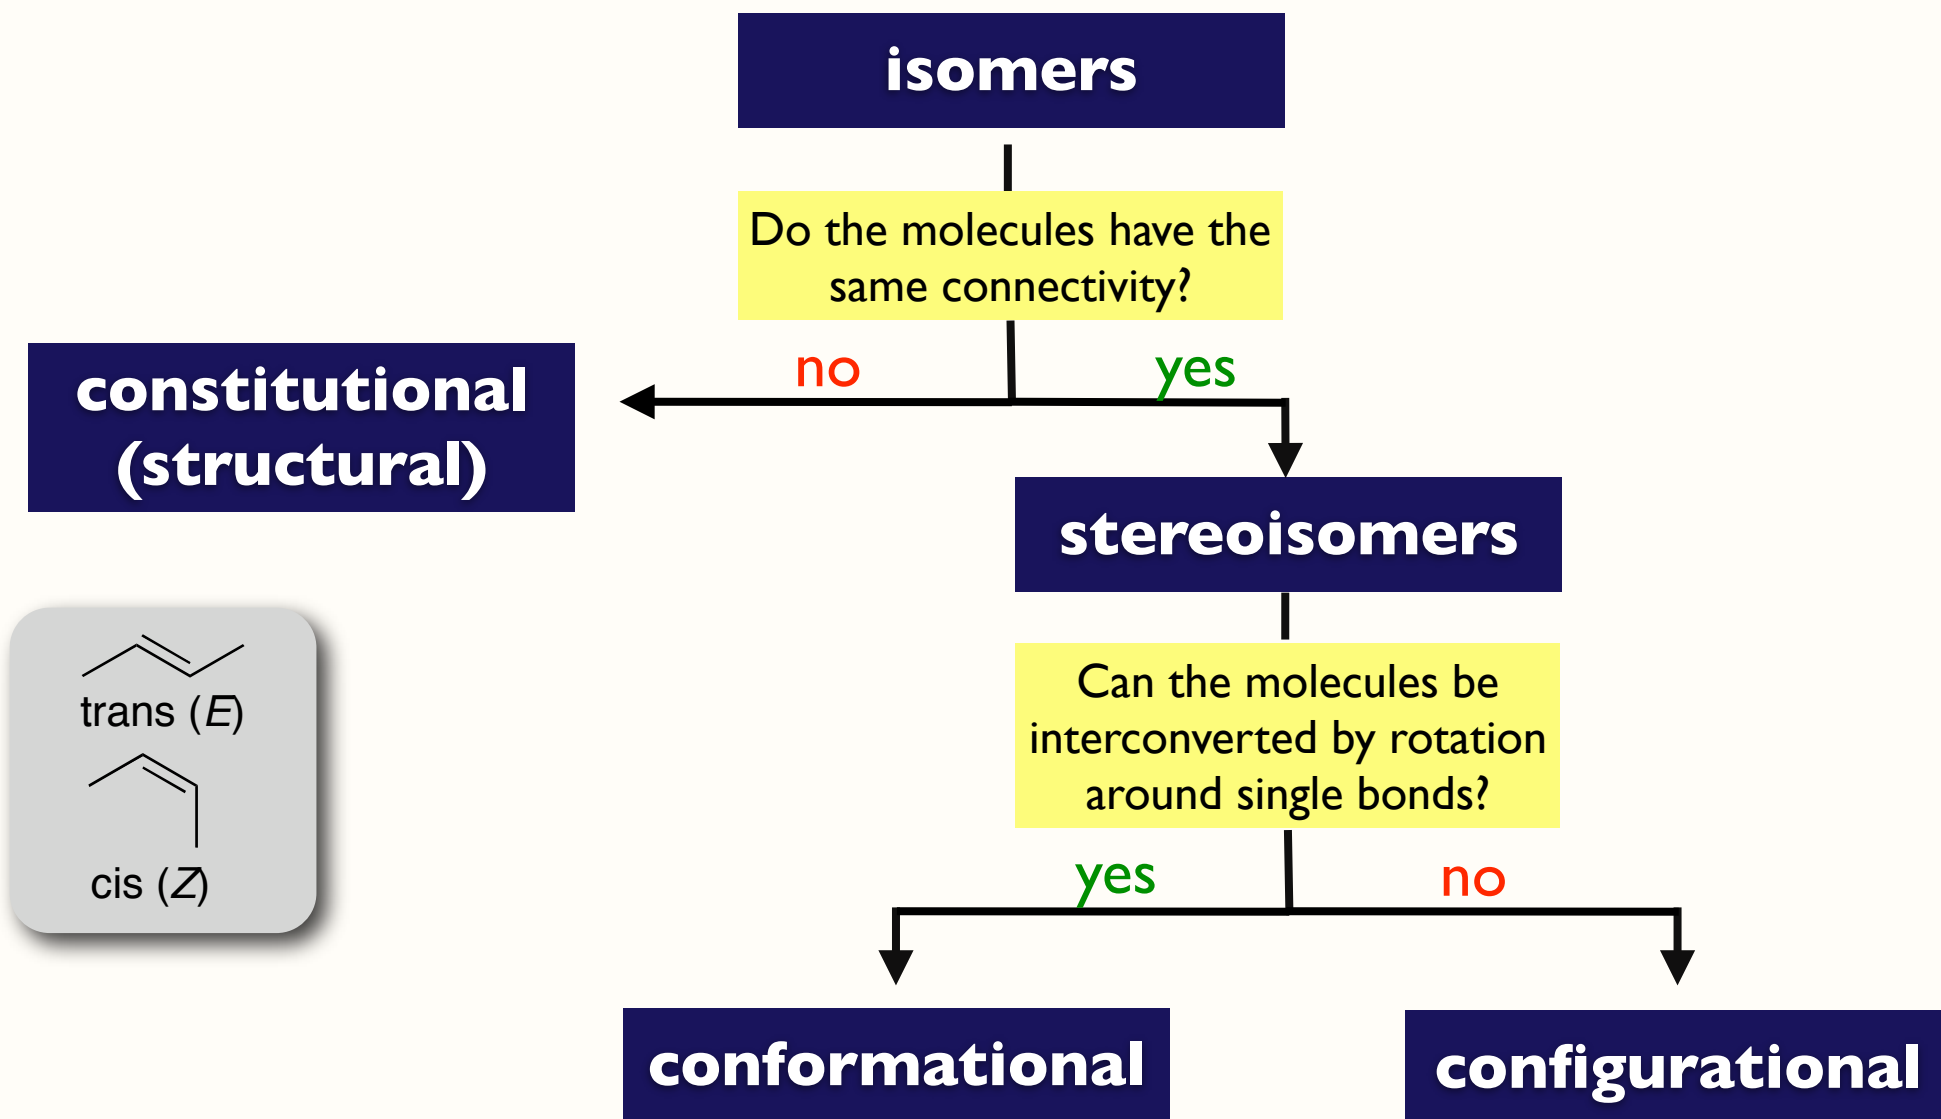 isomers
Do the molecules have the
same connectivity?
no
yes
constitutional
(structural)
stereoisomers
trans (E)
cis (Z)
Can the molecules be
interconverted by rotation
around single bonds?
yes
no
conformational
configurational